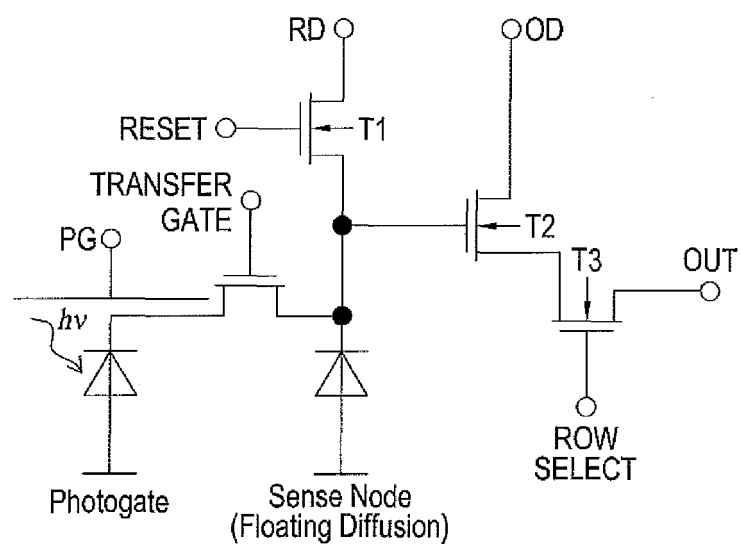 RD
OD
RESET
T1
TRANSFER
GATE
PG
T2
T3
OUT
hν
ROW
SELECT
Photogate
Sense Node
(Floating Diffusion)